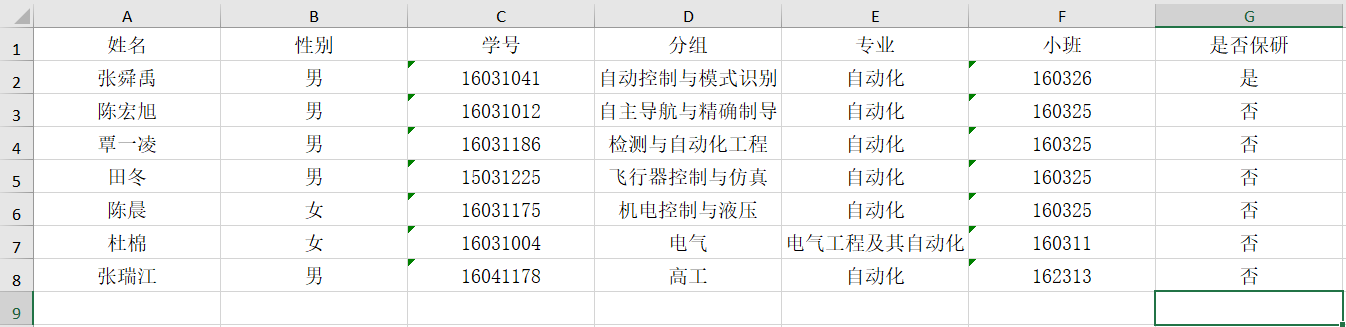 A B C D E F G
1 姓名 性别 学号 分组 专业 小班 是否保研
2 张舜禹 男 16031041 自动控制与模式识别 自动化 160326 是
3 陈宏旭 男 16031012 自主导航与精确制导 自动化 160325 否
4 覃一凌 男 16031186 检测与自动化工程 自动化 160325 否
5 田冬 男 15031225 飞行器控制与仿真 自动化 160325 否
6 陈晨 女 16031175 机电控制与液压 自动化 160325 否
7 杜棉 女 16031004 电气 电气工程及其自动化 160311 否
8 张瑞江 男 16041178 高工 自动化 162313 否
9